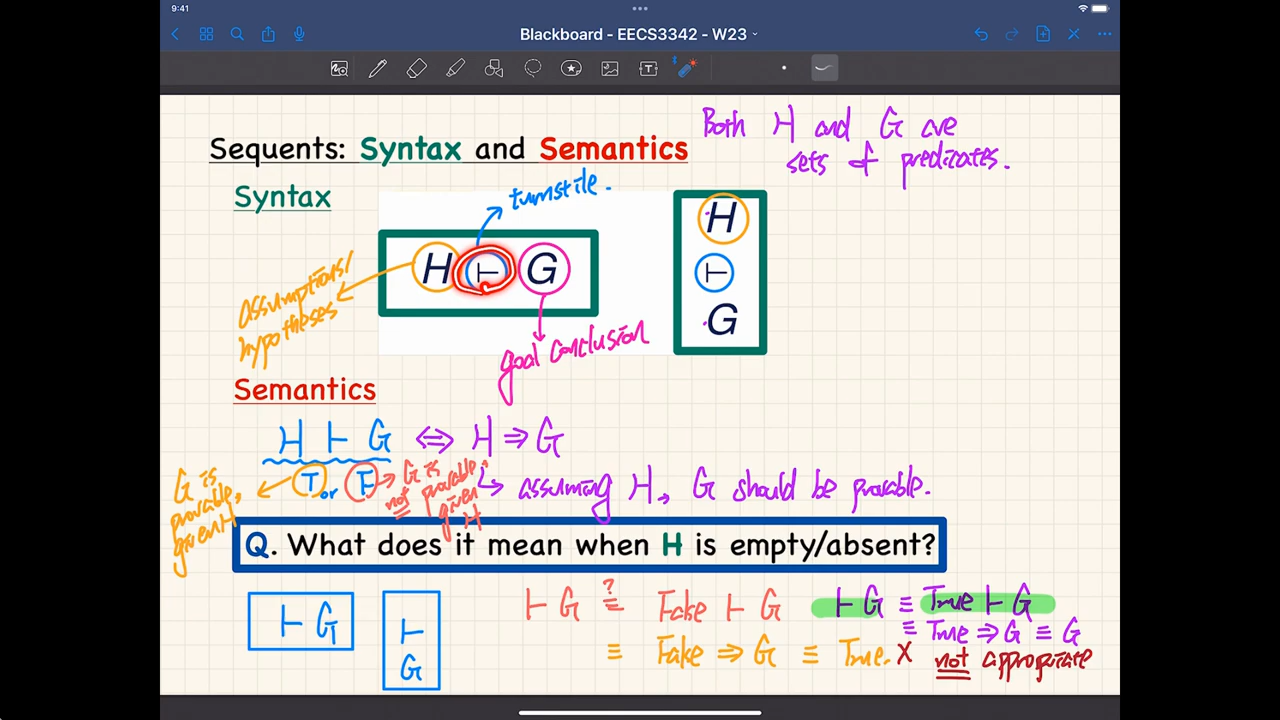 9:41
Blackboard - EECS3342 - W23
Both H and G are
sets of predicates.
Sequents: Syntax and Semantics
Syntax
turnstile.
H ⊢ G
H
⊢
G
assumptions/
hypotheses
goal conclusion
Semantics
H ⊢ G ⇔ H ⇒ G
T or F
G is
provable,
given H
G is
not provable,
given
H
assuming H, G should be provable.
Q. What does it mean when H is empty/absent?
⊢ G
⊢
G
⊢ G ≟ False ⊢ G
≡ False ⇒ G ≡ True. X
⊢ G ≡ True ⊢ G
≡ True ⇒ G ≡ G
not appropriate